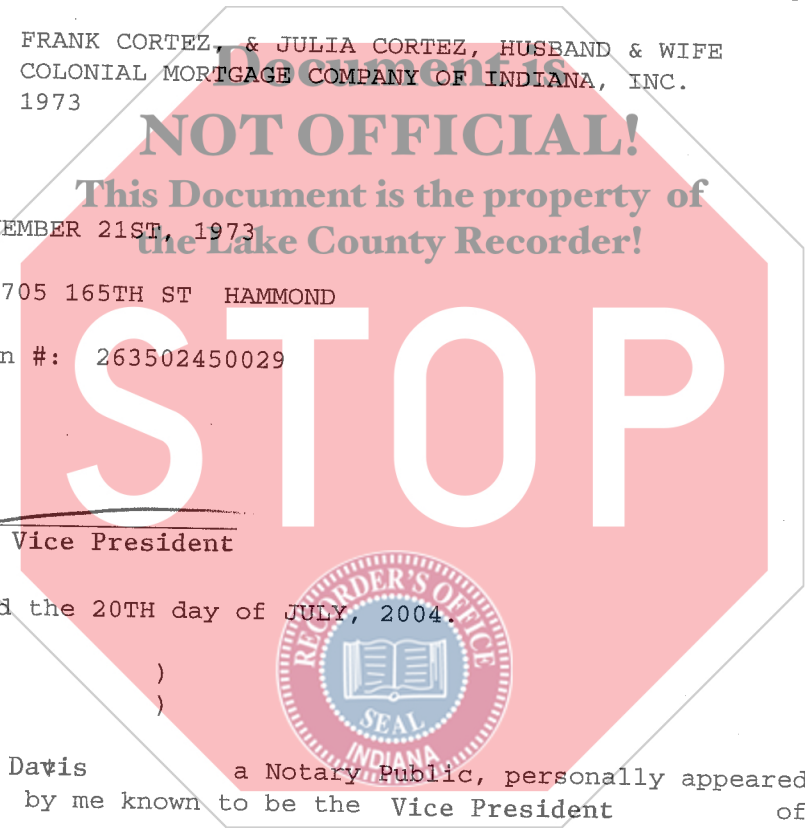 FRANK CORTEZ, & JULIA CORTEZ, HUSBAND & WIFE
COLONIAL MORTGAGE COMPANY OF INDIANA, INC.
1973
Document is
NOT OFFICIAL!
This Document is the property of
the Lake County Recorder!
EMBER 21ST, 1973
705 165TH ST HAMMOND
n #: 263502450029
STOP
Vice President
d the 20TH day of JULY, 2004.
)
)
RECORDER'S OFFICE
SEAL
INDIANA
Davis a Notary Public, personally appeared
by me known to be the Vice President of